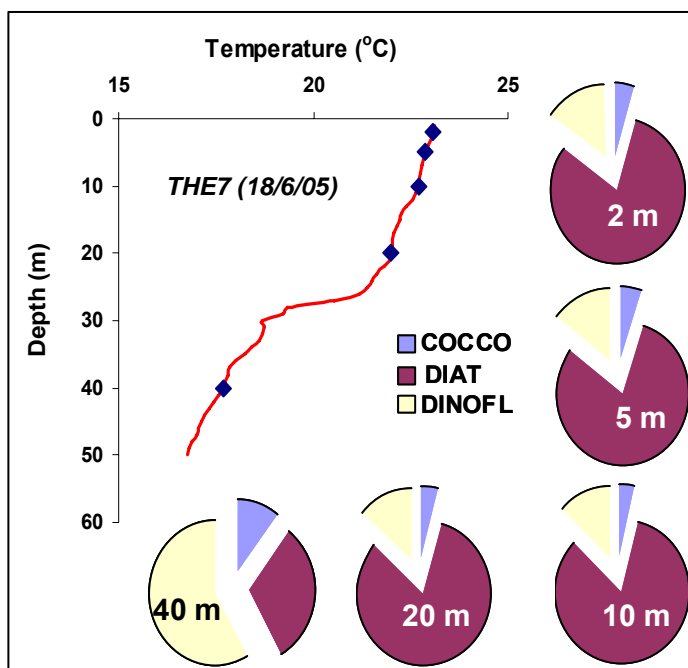 Temperature (°C)
15 20 25
0
10
20
30
40
50
60
Depth (m)
THE7 (18/6/05)
COCCO
DIAT
DINOFL
2 m
5 m
40 m
20 m
10 m